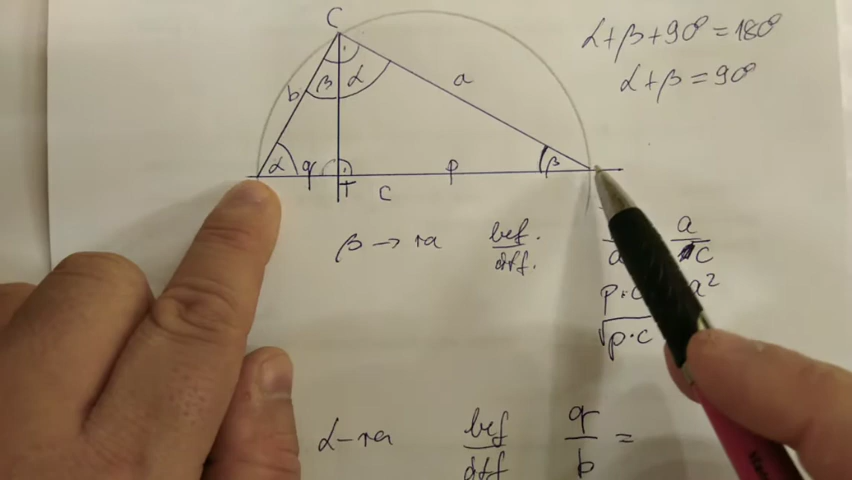 C
α+β+90°=180°
α+β=90°
b β α a
α q T C p β
β → ra bef. a
átf. c
p·c a²
√p·c
α – ra bef q =
átf b